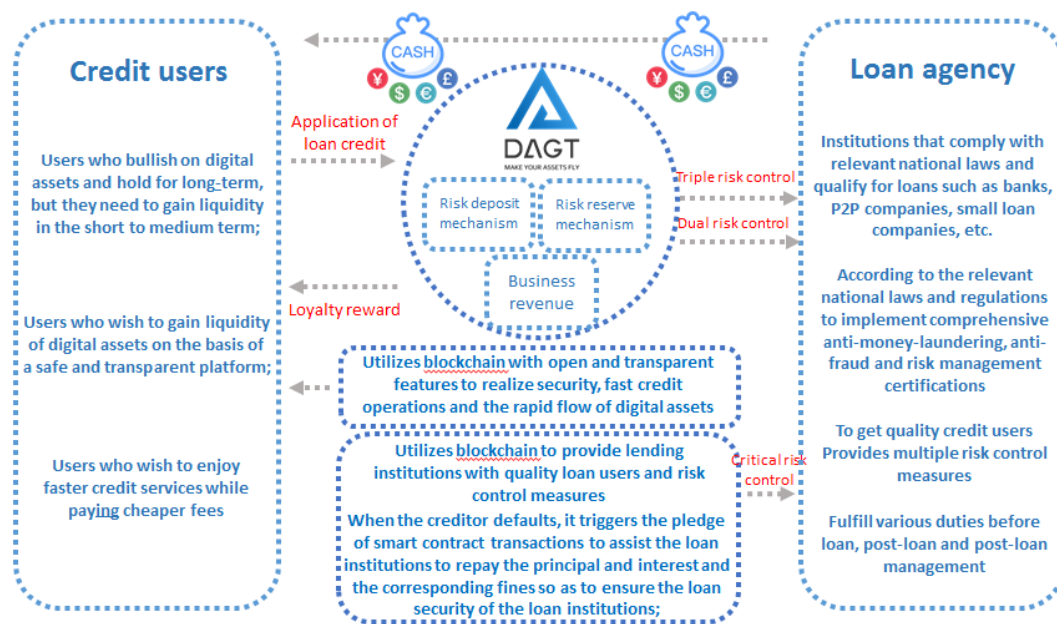 CASH
CASH
¥
$
€
£
¥
$
€
£
Credit users
Users who bullish on digital
assets and hold for long-term,
but they need to gain liquidity
in the short to medium term;
Users who wish to gain liquidity
of digital assets on the basis of
a safe and transparent platform;
Users who wish to enjoy
faster credit services while
paying cheaper fees
Application of
loan credit
Loyalty reward
DAGT
MAKE YOUR ASSETS FLY
Risk deposit
mechanism
Risk reserve
mechanism
Business
revenue
Utilizes blockchain with open and transparent
features to realize security, fast credit
operations and the rapid flow of digital assets
Utilizes blockchain to provide lending
institutions with quality loan users and risk
control measures
When the creditor defaults, it triggers the pledge
of smart contract transactions to assist the loan
institutions to repay the principal and interest and
the corresponding fines so as to ensure the loan
security of the loan institutions;
Triple risk control
Dual risk control
Critical risk
control
Loan agency
Institutions that comply with
relevant national laws and
qualify for loans such as banks,
P2P companies, small loan
companies, etc.
According to the relevant
national laws and regulations
to implement comprehensive
anti-money-laundering, anti-
fraud and risk management
certifications
To get quality credit users
Provides multiple risk control
measures
Fulfill various duties before
loan, post-loan and post-loan
management